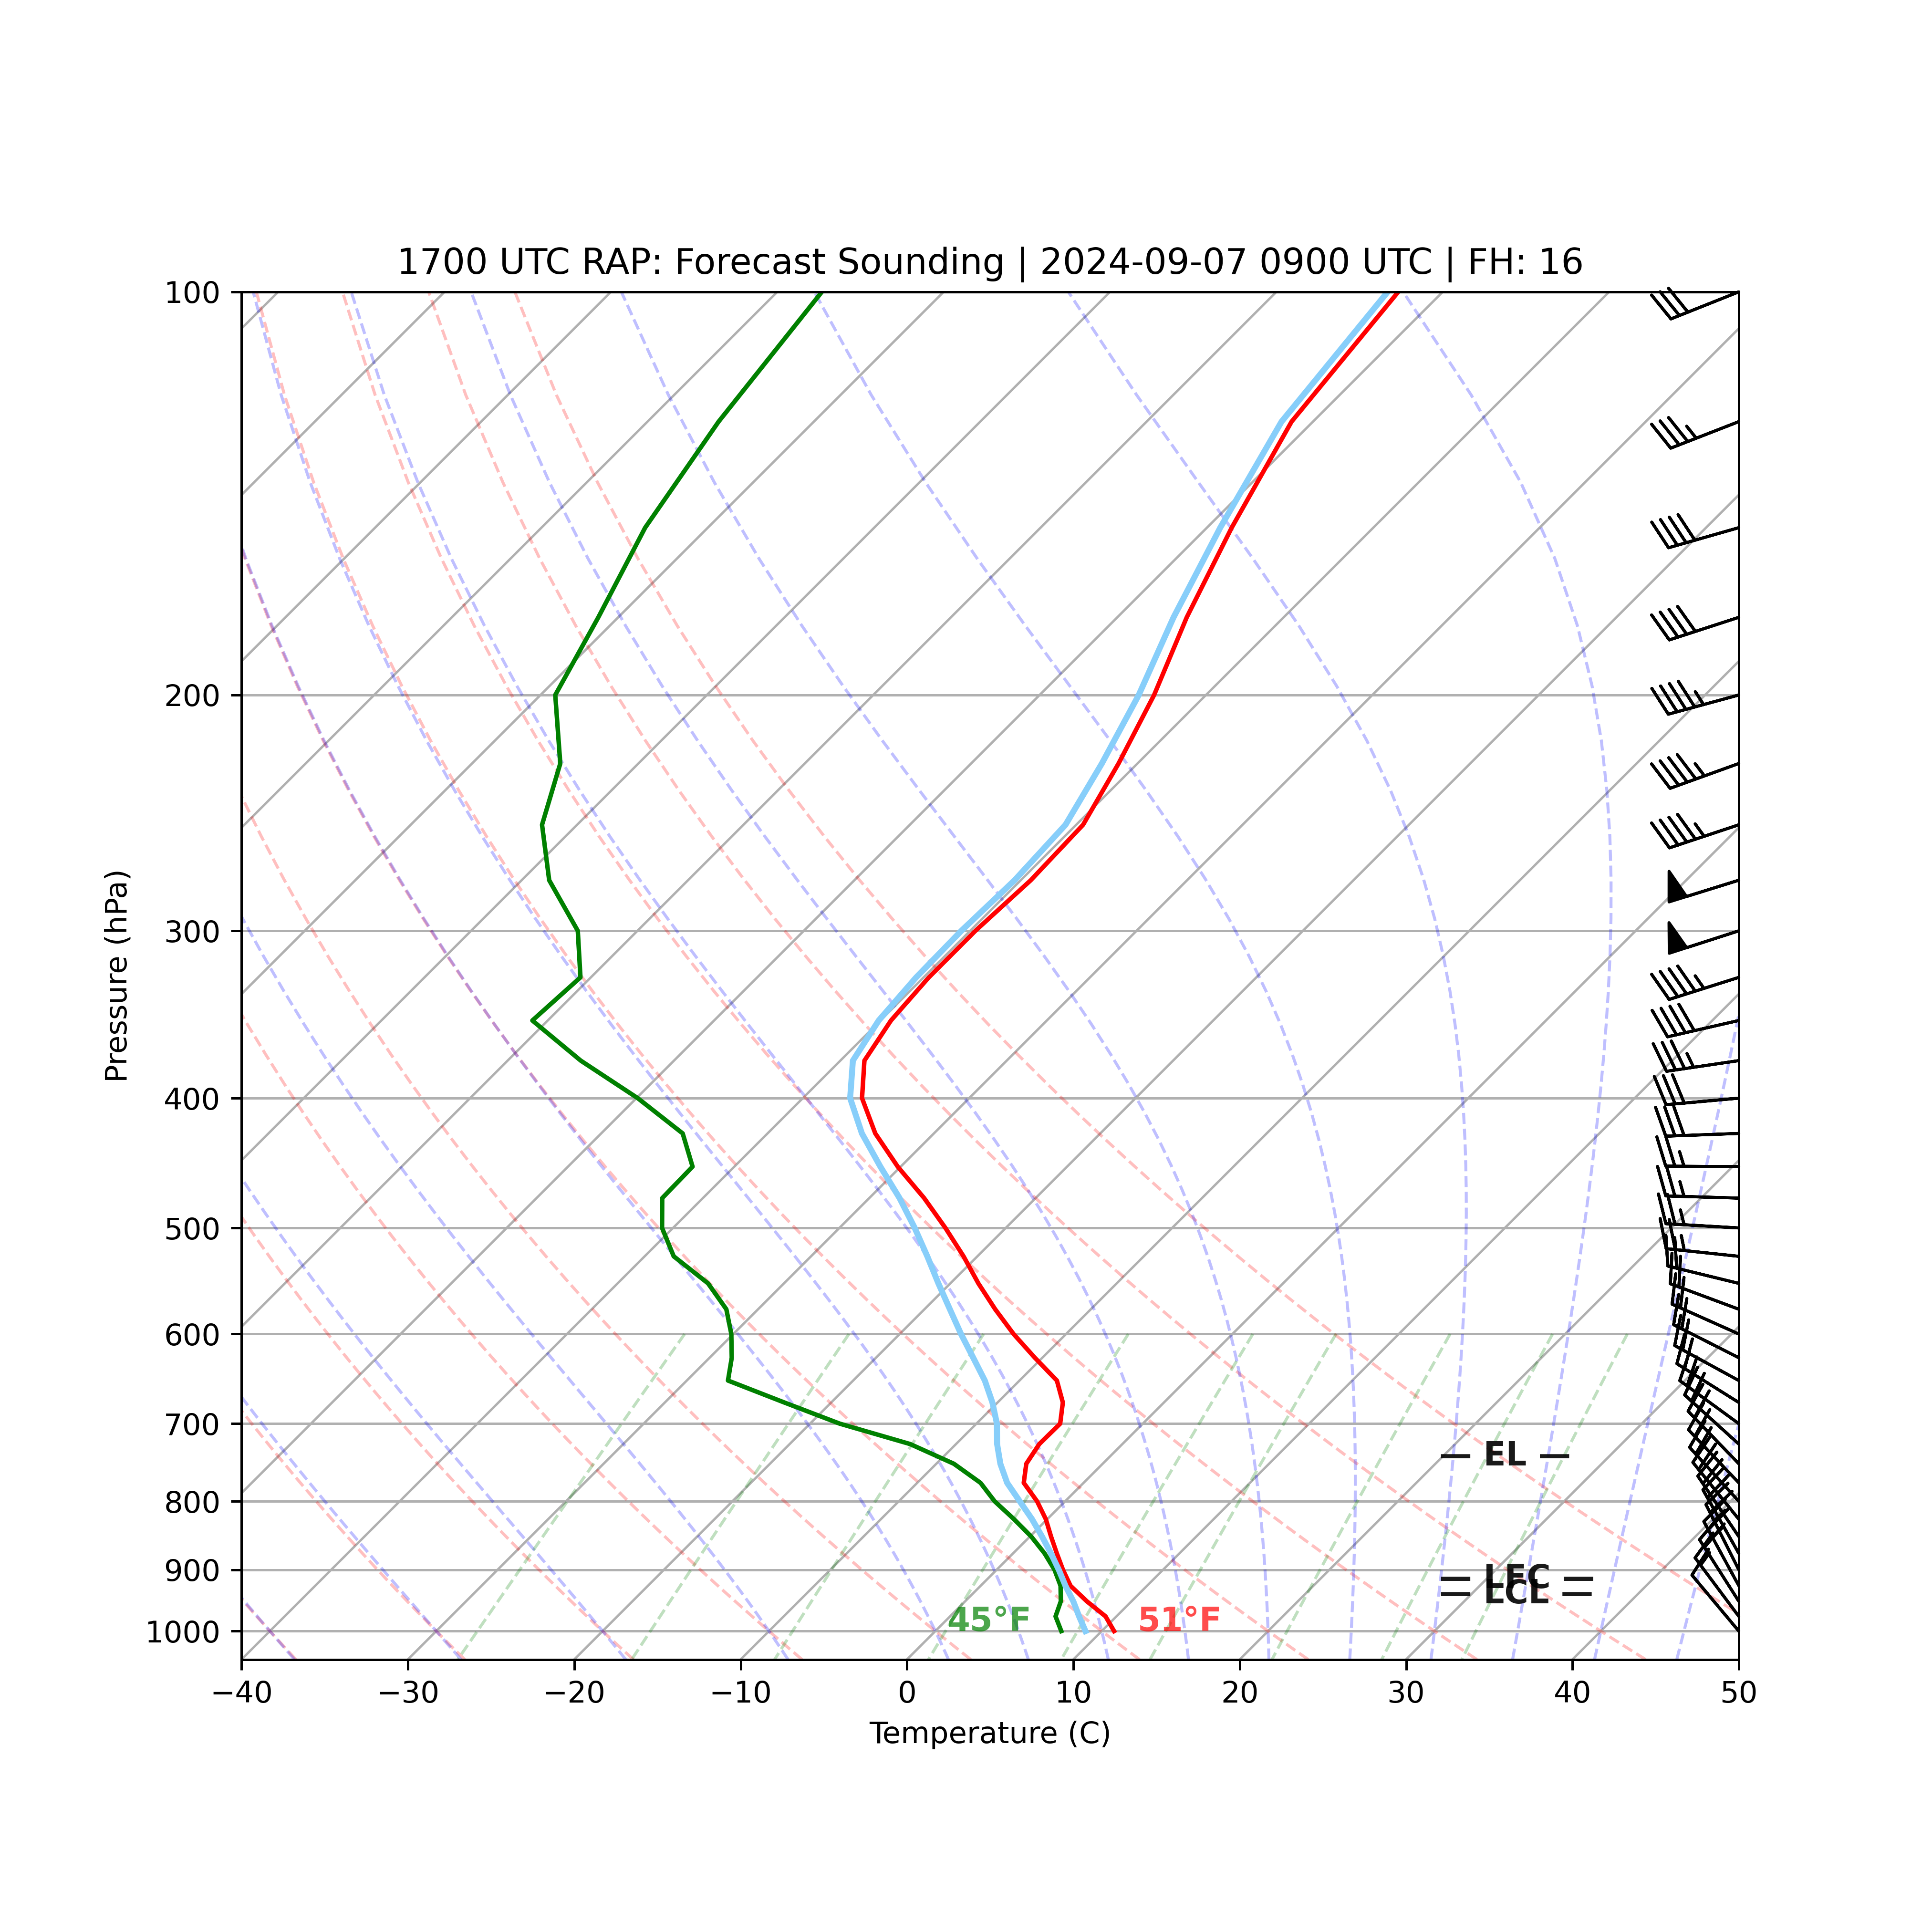 1700 UTC RAP: Forecast Sounding | 2024-09-07 0900 UTC | FH: 16
100
200
300
400
500
600
700
800
900
1000
Pressure (hPa)
— EL —
— LFC —
— LCL —
45°F
51°F
−40 −30 −20 −10 0 10 20 30 40 50
Temperature (C)